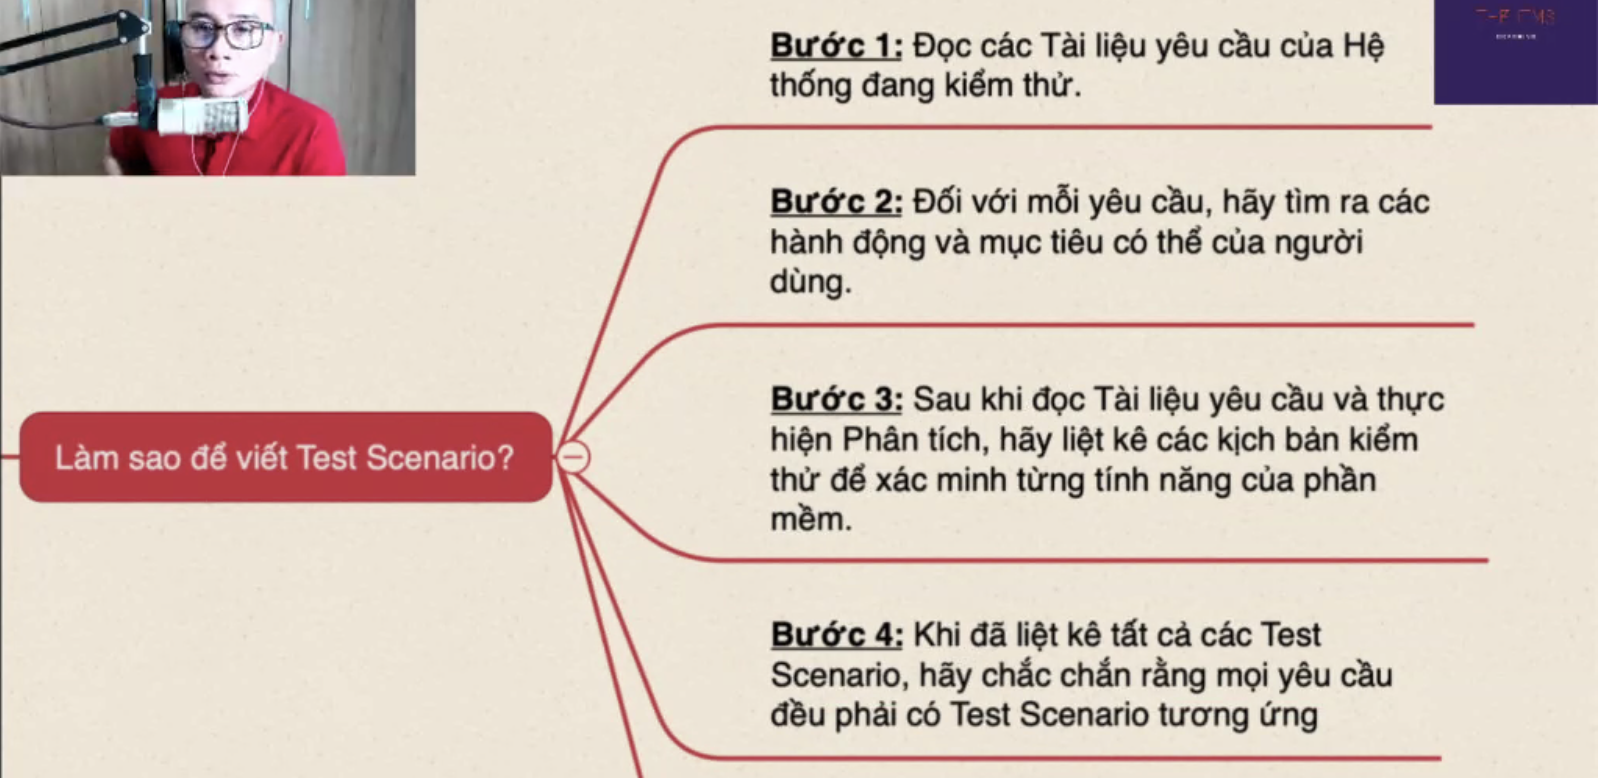 THE ITMS
Bước 1: Đọc các Tài liệu yêu cầu của Hệ
thống đang kiểm thử.
Bước 2: Đối với mỗi yêu cầu, hãy tìm ra các
hành động và mục tiêu có thể của người
dùng.
Làm sao để viết Test Scenario?
Bước 3: Sau khi đọc Tài liệu yêu cầu và thực
hiện Phân tích, hãy liệt kê các kịch bản kiểm
thử để xác minh từng tính năng của phần
mềm.
Bước 4: Khi đã liệt kê tất cả các Test
Scenario, hãy chắc chắn rằng mọi yêu cầu
đều phải có Test Scenario tương ứng